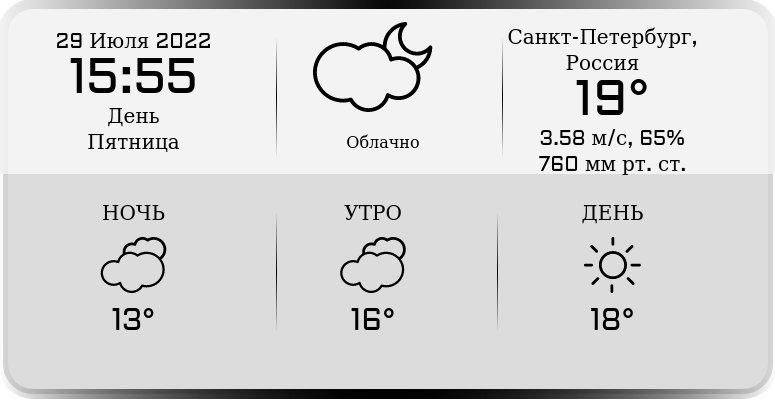 29 Июля 2022
15:55
День
Пятница
Облачно
Санкт-Петербург,
Россия
19°
3.58 м/с, 65%
760 мм рт. ст.
НОЧЬ
13°
УТРО
16°
ДЕНЬ
18°